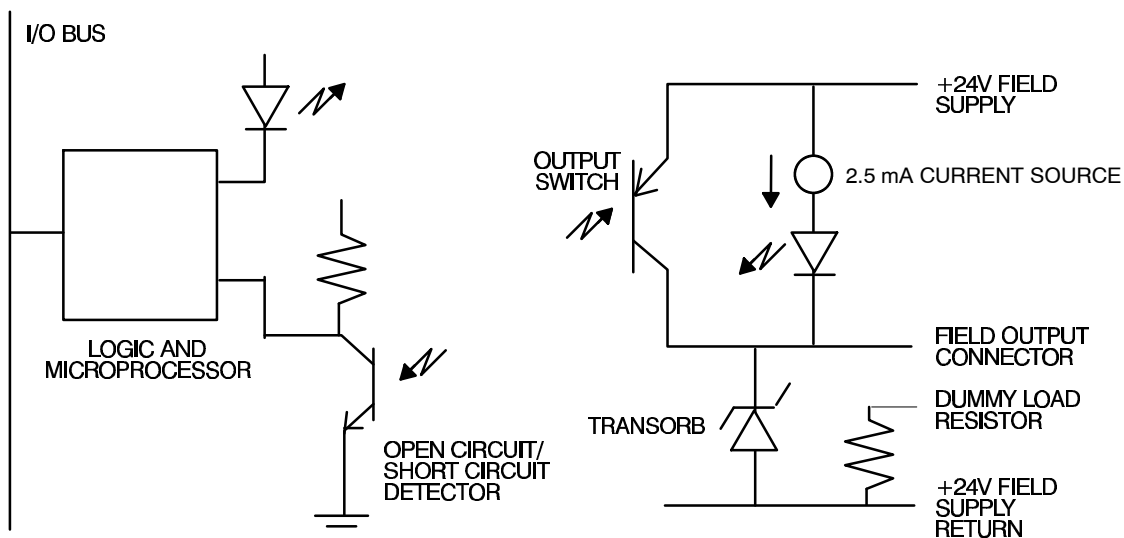 I/O BUS
+24V FIELD
SUPPLY
OUTPUT
SWITCH
2.5 mA CURRENT SOURCE
LOGIC AND
MICROPROCESSOR
FIELD OUTPUT
CONNECTOR
DUMMY LOAD
RESISTOR
TRANSORB
OPEN CIRCUIT/
SHORT CIRCUIT
DETECTOR
+24V FIELD
SUPPLY
RETURN